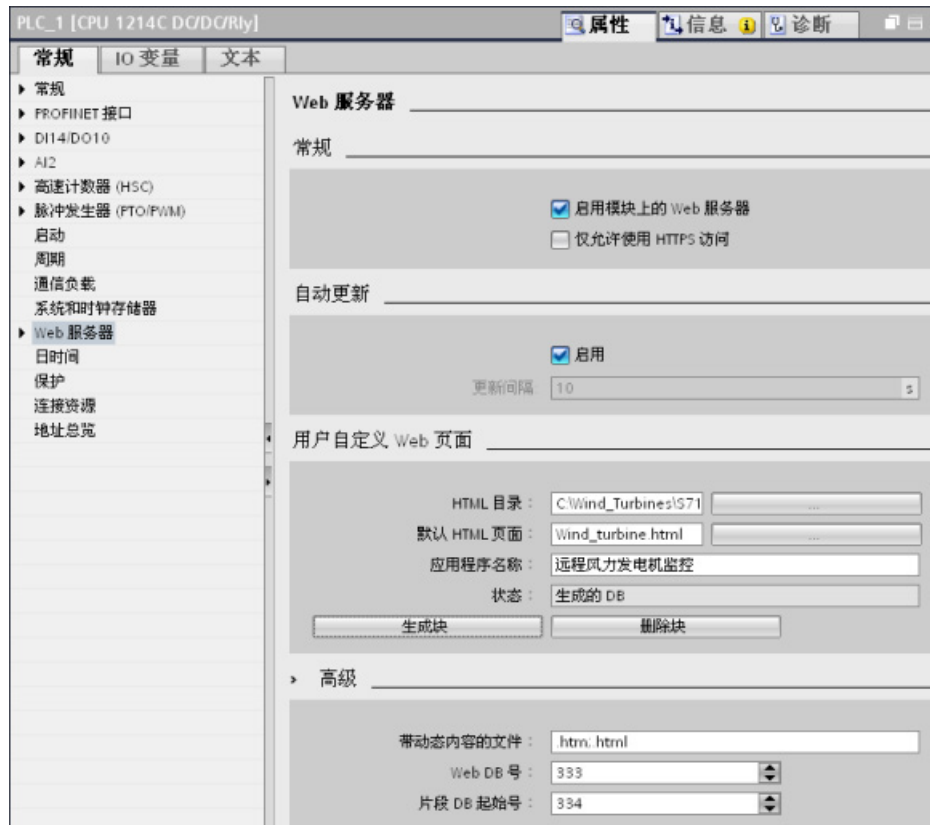 PLC_1 [CPU 1214C DC/DC/Rly]
属性
信息
诊断
常规
IO 变量
文本
常规
PROFINET 接口
DI14/DO10
AI2
高速计数器 (HSC)
脉冲发生器 (PTO/PWM)
启动
周期
通信负载
系统和时钟存储器
Web 服务器
日时间
保护
连接资源
地址总览
Web 服务器
常规
启用模块上的 Web 服务器
仅允许使用 HTTPS 访问
自动更新
启用
更新间隔 10 s
用户自定义 Web 页面
HTML 目录： C:\Wind_Turbines\S71 ...
默认 HTML 页面： Wind_turbine.html ...
应用程序名称： 远程风力发电机监控
状态： 生成的 DB
生成块 删除块
高级
带动态内容的文件： .htm;.html
Web DB 号： 333
片段 DB 起始号： 334